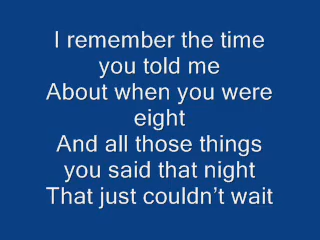 I remember the time
you told me
About when you were
eight
And all those things
you said that night
That just couldn’t wait